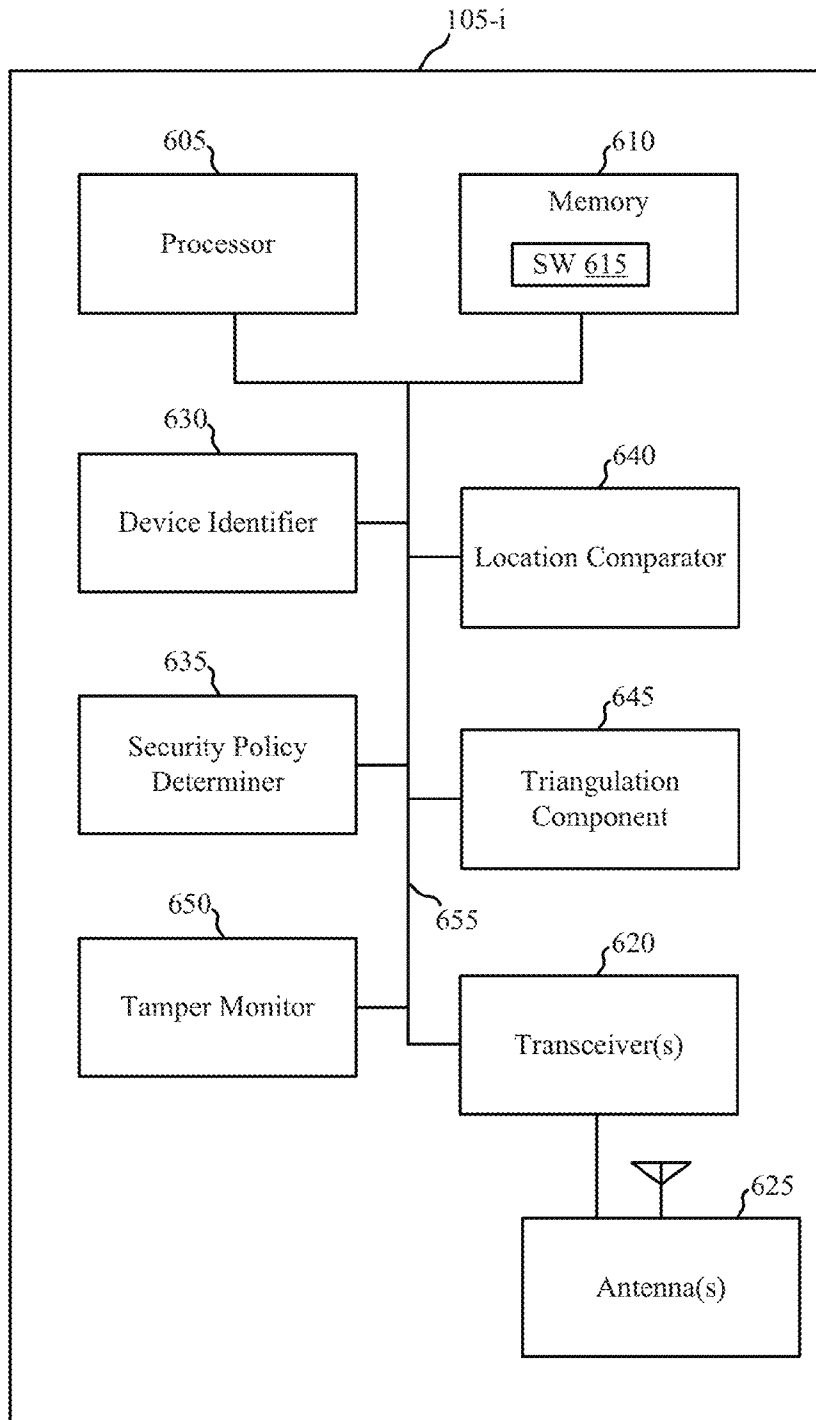 105-i
605
610
Processor
Memory
SW 615
630
640
Device Identifier
Location Comparator
635
645
Security Policy
Determiner
Triangulation
Component
650
655
620
Tamper Monitor
Transceiver(s)
625
Antenna(s)